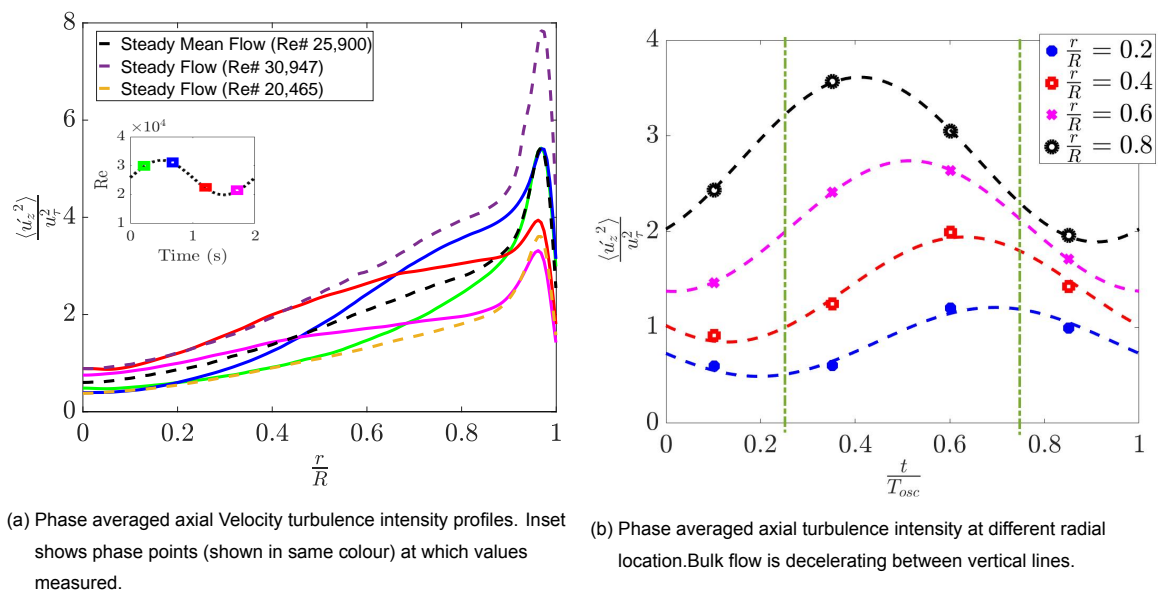 8
6
4
2
0
0
0.2
0.4
0.6
0.8
1
r/R
⟨u′_z²⟩/u_τ²
Steady Mean Flow (Re# 25,900)
Steady Flow (Re# 30,947)
Steady Flow (Re# 20,465)
×10⁴
4
3
2
1
Re
0
1
2
Time (s)
4
3
2
1
0
0
0.2
0.4
0.6
0.8
1
t/T_osc
⟨u′_z²⟩/u_τ²
r/R = 0.2
r/R = 0.4
r/R = 0.6
r/R = 0.8
(a) Phase averaged axial Velocity turbulence intensity profiles. Inset
shows phase points (shown in same colour) at which values
measured.
(b) Phase averaged axial turbulence intensity at different radial
location.Bulk flow is decelerating between vertical lines.